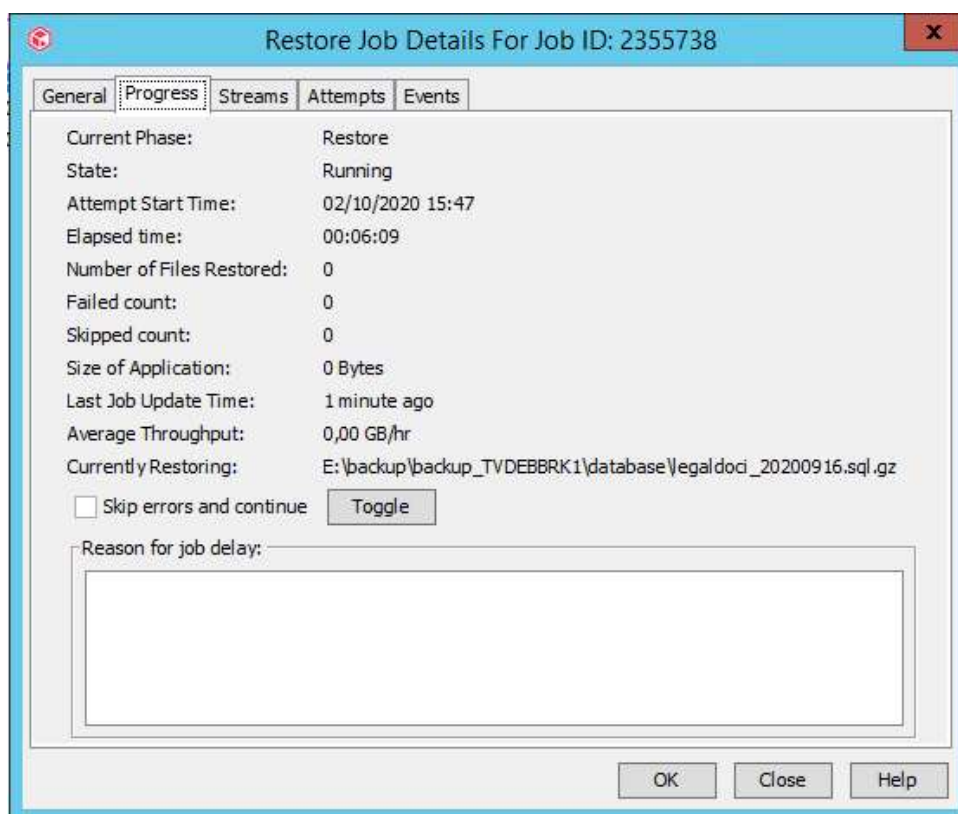 Restore Job Details For Job ID: 2355738
x
General Progress Streams Attempts Events
Current Phase: Restore
State: Running
Attempt Start Time: 02/10/2020 15:47
Elapsed time: 00:06:09
Number of Files Restored: 0
Failed count: 0
Skipped count: 0
Size of Application: 0 Bytes
Last Job Update Time: 1 minute ago
Average Throughput: 0,00 GB/hr
Currently Restoring: E:\backup\backup_TVDEBBRK1\database\legaldoci_20200916.sql.gz
Skip errors and continue Toggle
Reason for job delay:
OK Close Help